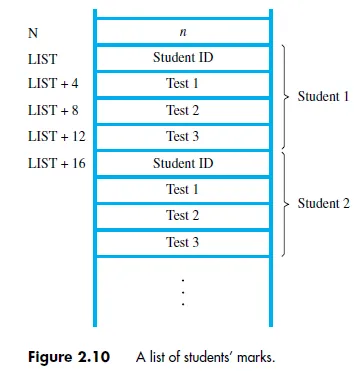 N n
LIST Student ID
LIST + 4 Test 1
Student 1
LIST + 8 Test 2
LIST + 12 Test 3
LIST + 16 Student ID
Test 1
Student 2
Test 2
Test 3
Figure 2.10 A list of students’ marks.